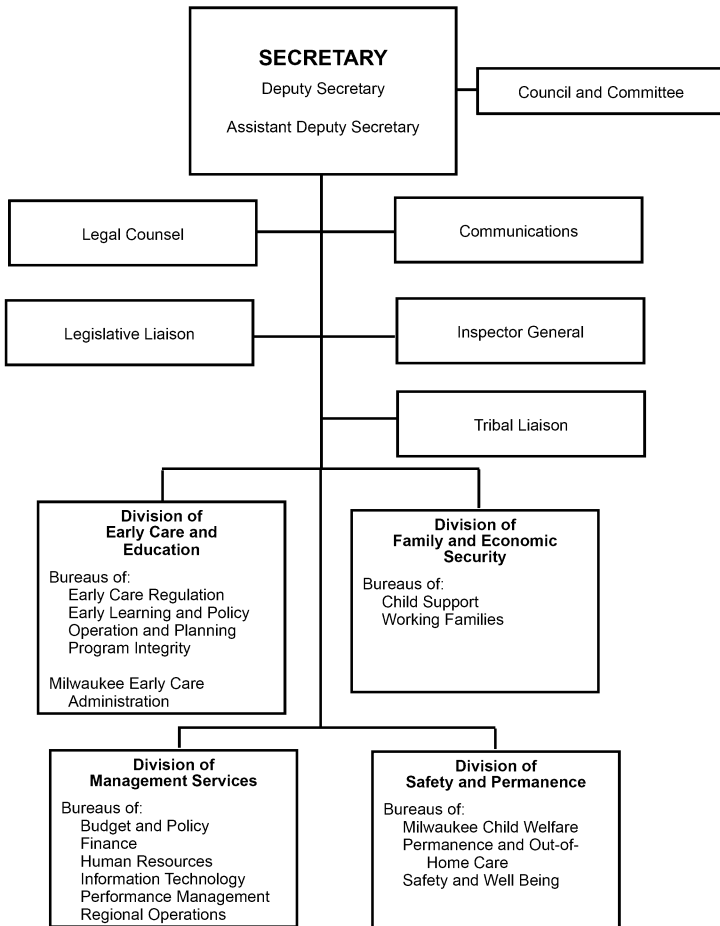 SECRETARY
Deputy Secretary
Assistant Deputy Secretary
Council and Committee
Legal Counsel
Communications
Legislative Liaison
Inspector General
Tribal Liaison
Division of
Early Care and
Education
Bureaus of:
Early Care Regulation
Early Learning and Policy
Operation and Planning
Program Integrity
Milwaukee Early Care
Administration
Division of
Family and Economic
Security
Bureaus of:
Child Support
Working Families
Division of
Management Services
Bureaus of:
Budget and Policy
Finance
Human Resources
Information Technology
Performance Management
Regional Operations
Division of
Safety and Permanence
Bureaus of:
Milwaukee Child Welfare
Permanence and Out-of-
Home Care
Safety and Well Being